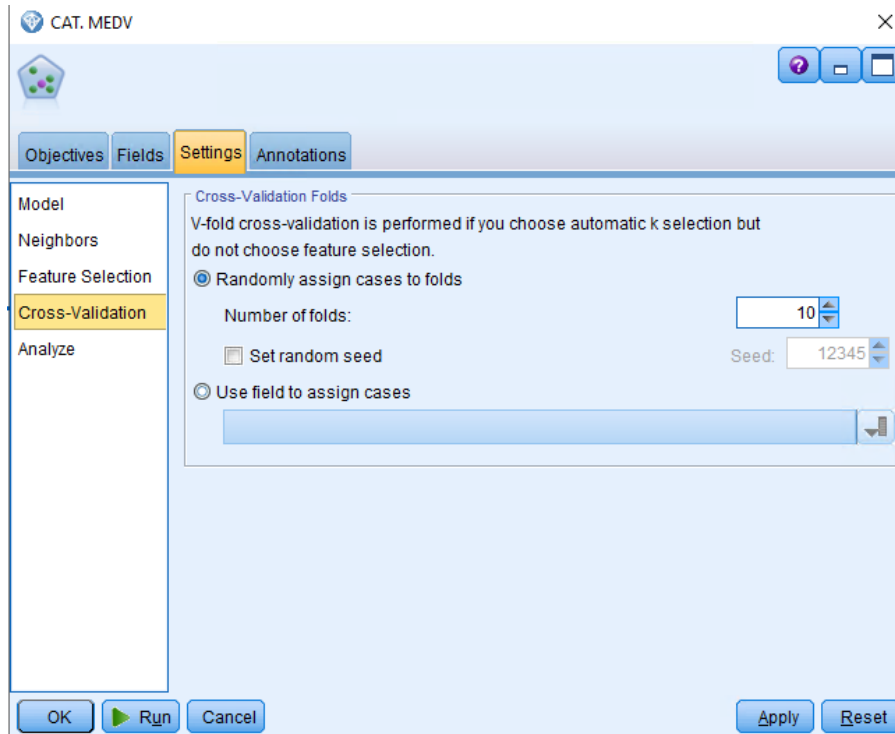 CAT. MEDV
Objectives Fields Settings Annotations
Model
Neighbors
Feature Selection
Cross-Validation
Analyze
Cross-Validation Folds
V-fold cross-validation is performed if you choose automatic k selection but
do not choose feature selection.
Randomly assign cases to folds
Number of folds: 10
Set random seed Seed: 12345
Use field to assign cases
OK Run Cancel Apply Reset